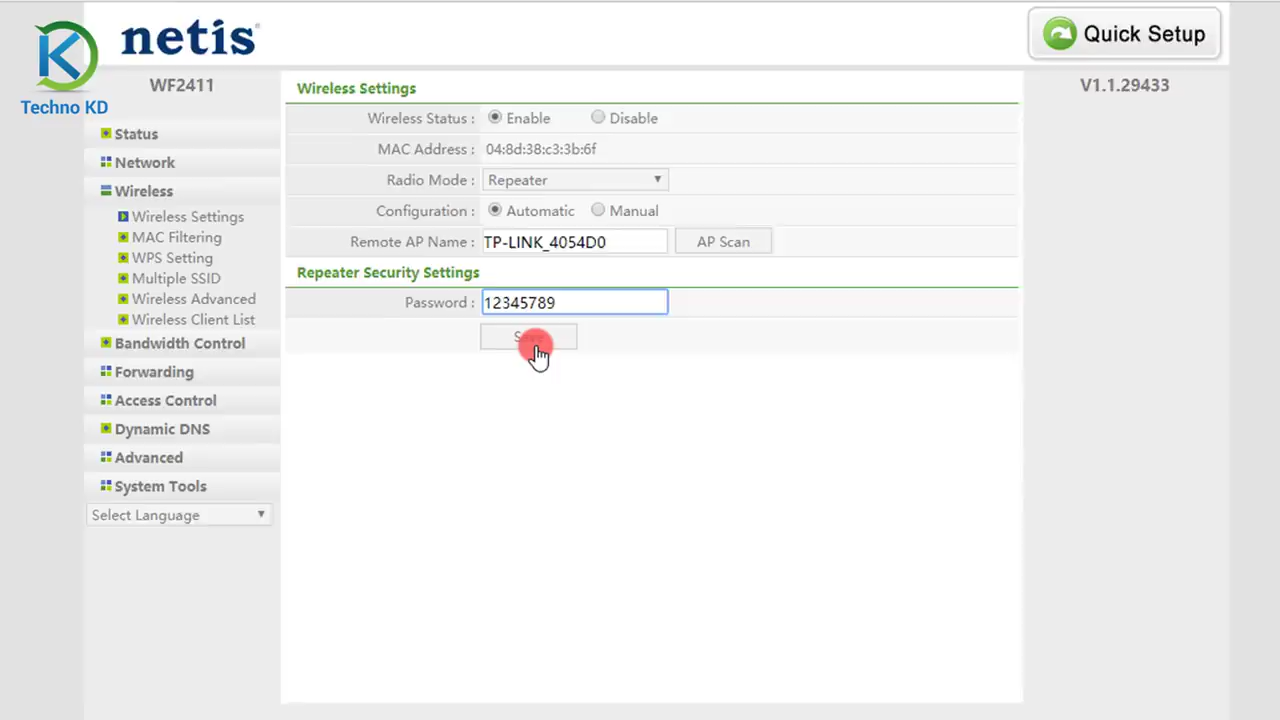 K
Techno KD
netis
Quick Setup
WF2411
V1.1.29433
Status
Network
Wireless
Wireless Settings
MAC Filtering
WPS Setting
Multiple SSID
Wireless Advanced
Wireless Client List
Bandwidth Control
Forwarding
Access Control
Dynamic DNS
Advanced
System Tools
Select Language
Wireless Settings
Wireless Status : Enable Disable
MAC Address : 04:8d:38:c3:3b:6f
Radio Mode : Repeater
Configuration : Automatic Manual
Remote AP Name : TP-LINK_4054D0 AP Scan
Repeater Security Settings
Password : 12345789
Save